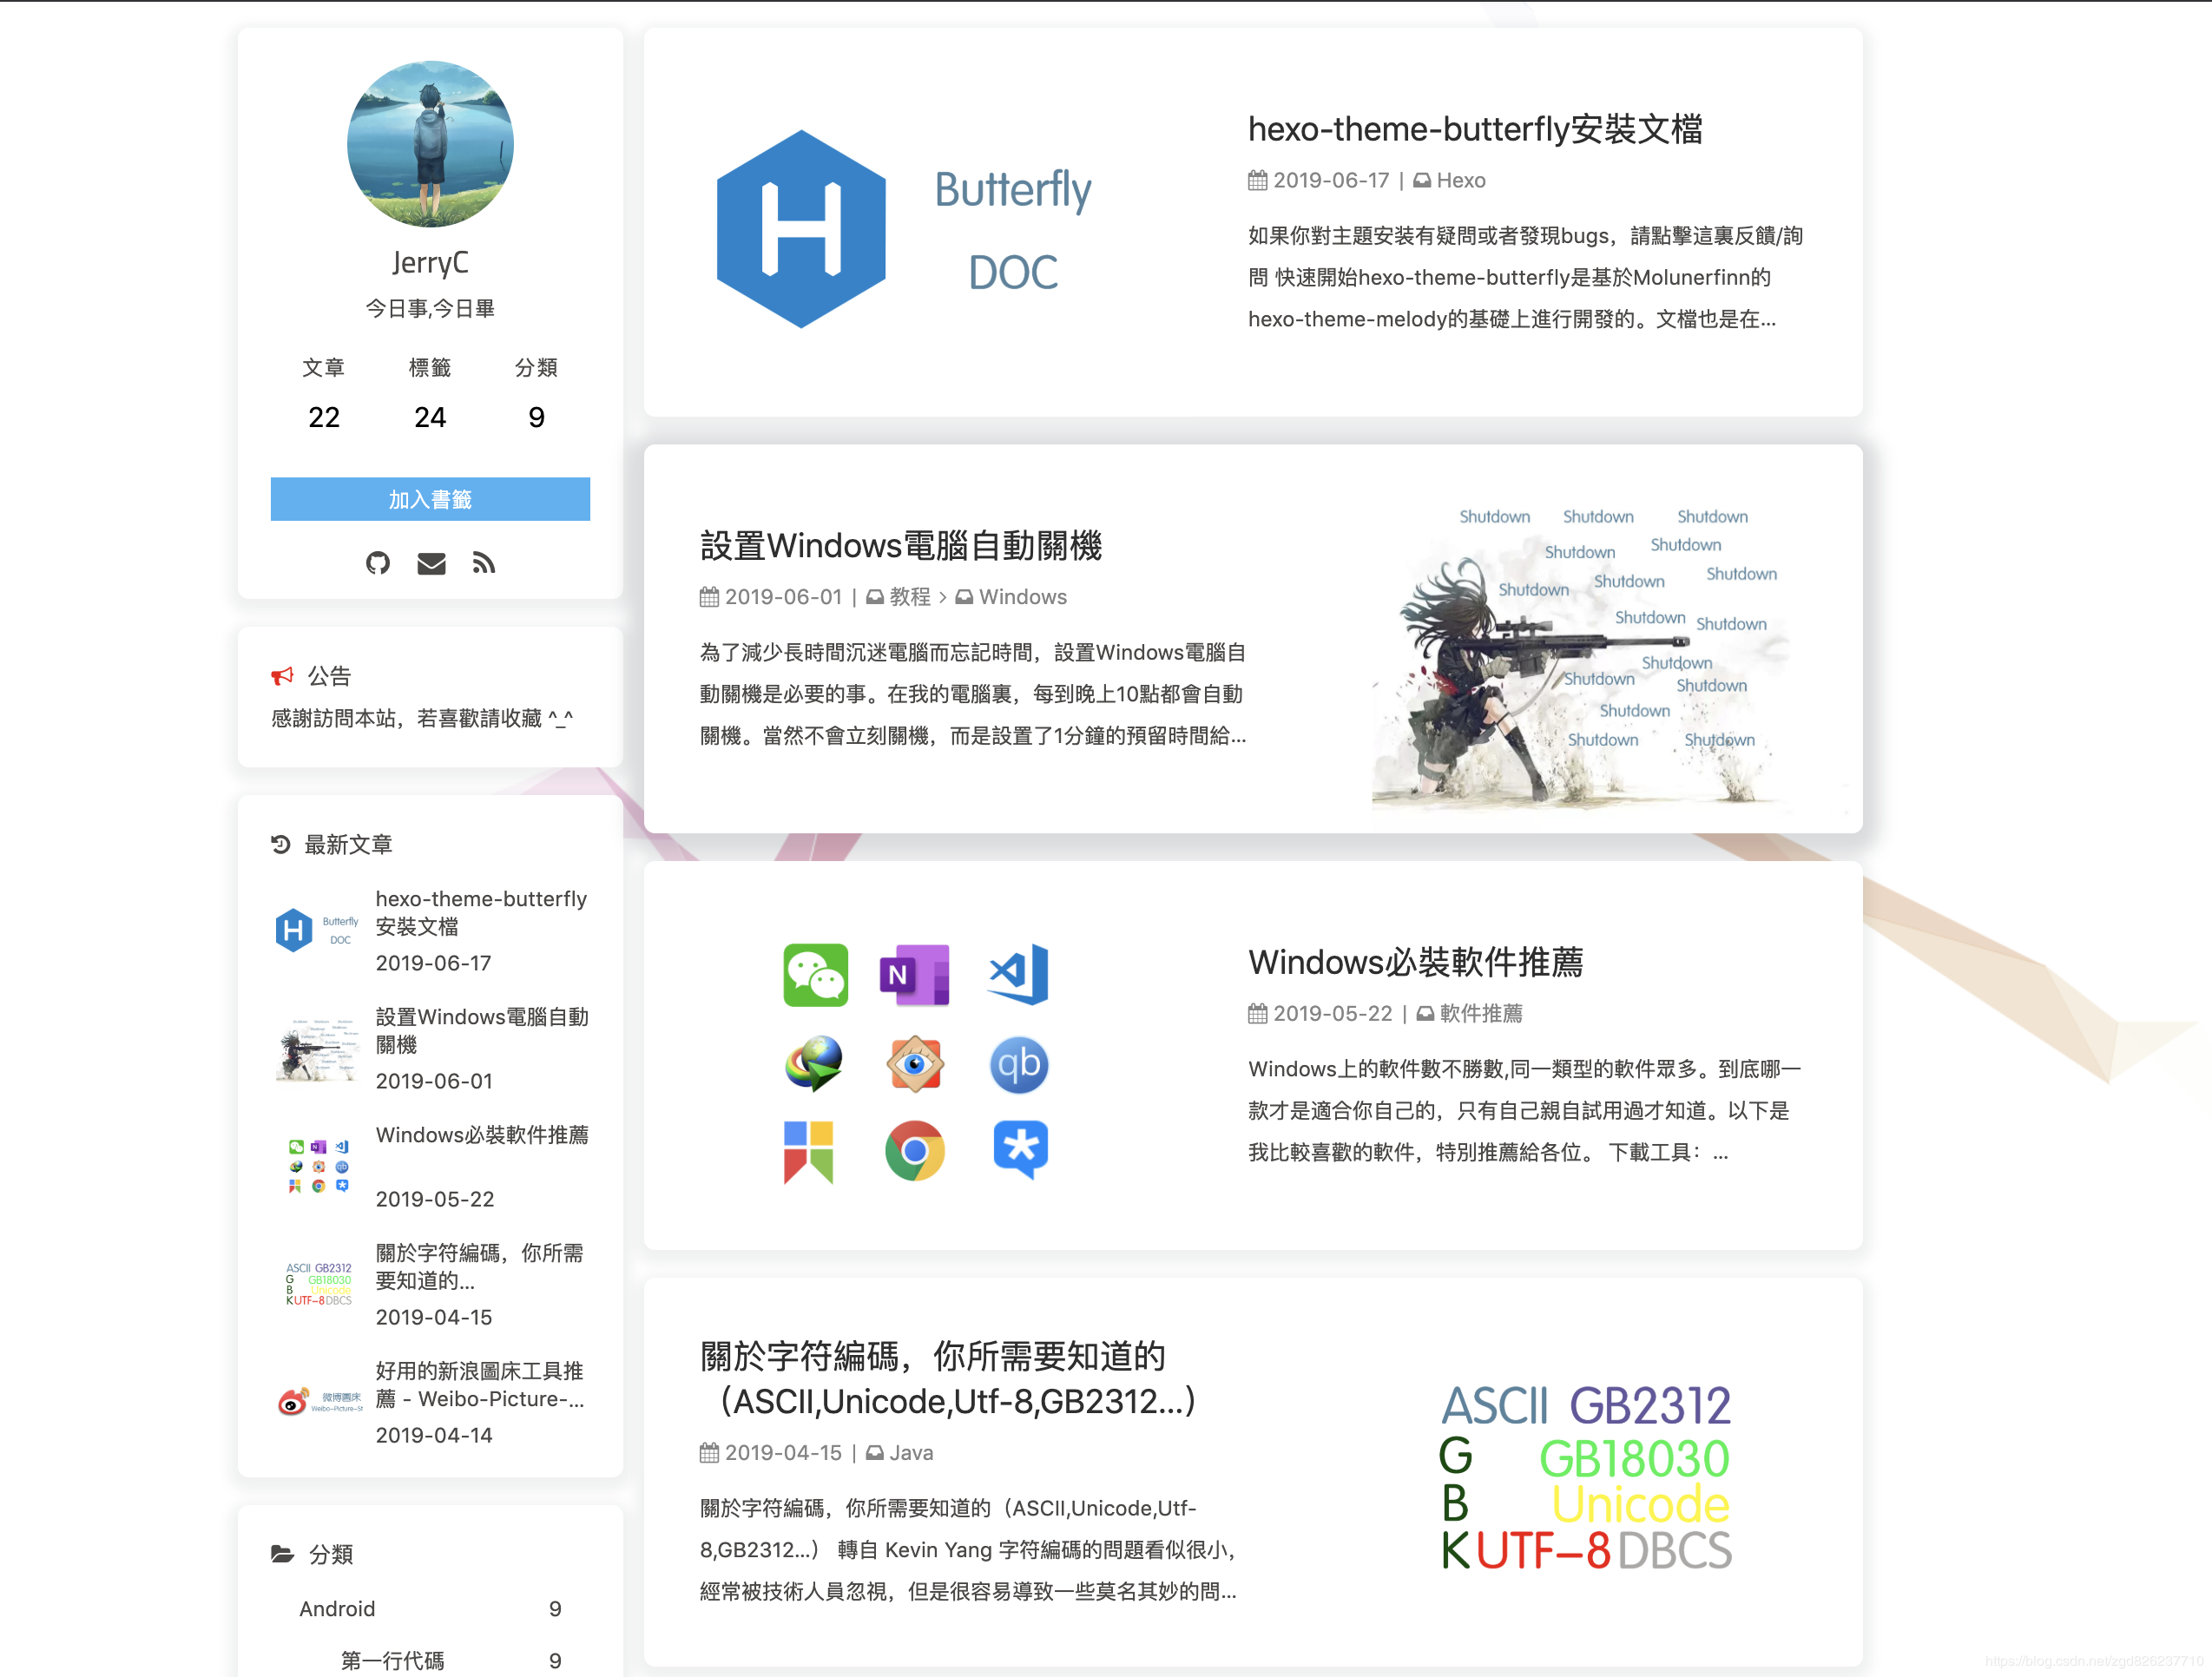 JerryC
今日事,今日畢
文章 標籤 分類
22 24 9
加入書籤
公告
感謝訪問本站，若喜歡請收藏 ^_^
最新文章
Butterfly
DOC
hexo-theme-butterfly
安裝文檔
2019-06-17
設置Windows電腦自動
關機
2019-06-01
Windows必裝軟件推薦
2019-05-22
ASCII GB2312
G GB18030
B Unicode
K UTF-8 DBCS
關於字符編碼，你所需
要知道的...
2019-04-15
微博圖床
Weibo-Picture-St
好用的新浪圖床工具推
薦 - Weibo-Picture-...
2019-04-14
分類
Android 9
第一行代碼 9
H
Butterfly
DOC
hexo-theme-butterfly安裝文檔
2019-06-17 | Hexo
如果你對主題安裝有疑問或者發現bugs，請點擊這裏反饋/詢
問 快速開始hexo-theme-butterfly是基於Molunerfinn的
hexo-theme-melody的基礎上進行開發的。文檔也是在...
設置Windows電腦自動關機
2019-06-01 | 教程 > Windows
為了減少長時間沉迷電腦而忘記時間，設置Windows電腦自
動關機是必要的事。在我的電腦裏，每到晚上10點都會自動
關機。當然不會立刻關機，而是設置了1分鐘的預留時間給...
Shutdown Shutdown Shutdown
Shutdown Shutdown
Shutdown Shutdown Shutdown
Shutdown Shutdown
Shutdown
Shutdown Shutdown
Shutdown
Shutdown Shutdown
N
qb
Windows必裝軟件推薦
2019-05-22 | 軟件推薦
Windows上的軟件數不勝數,同一類型的軟件眾多。到底哪一
款才是適合你自己的，只有自己親自試用過才知道。以下是
我比較喜歡的軟件，特別推薦給各位。 下載工具：...
關於字符編碼，你所需要知道的
（ASCII,Unicode,Utf-8,GB2312...）
2019-04-15 | Java
關於字符編碼，你所需要知道的（ASCII,Unicode,Utf-
8,GB2312...） 轉自 Kevin Yang 字符編碼的問題看似很小，
經常被技術人員忽視，但是很容易導致一些莫名其妙的問...
ASCII GB2312
G GB18030
B Unicode
K UTF-8 DBCS
https://blog.csdn.net/zgd826237710